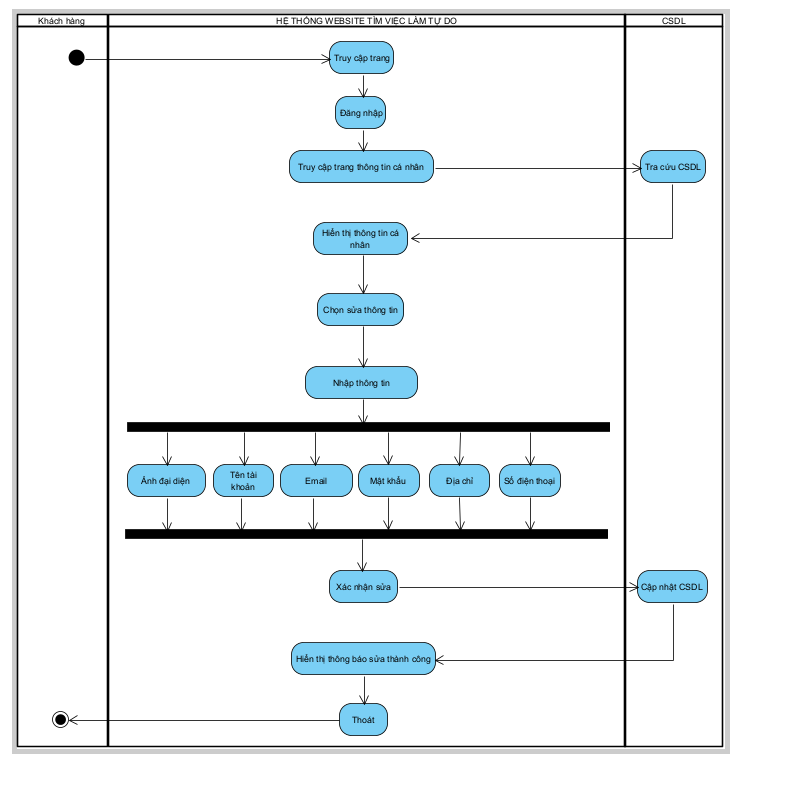 Khách hàng
HỆ THỐNG WEBSITE TÌM VIỆC LÀM TỰ DO
CSDL
Truy cập trang
Đăng nhập
Truy cập trang thông tin cá nhân
Tra cứu CSDL
Hiển thị thông tin cá
nhân
Chọn sửa thông tin
Nhập thông tin
Ảnh đại diện
Tên tài
khoản
Email
Mật khẩu
Địa chỉ
Số điện thoại
Xác nhận sửa
Cập nhật CSDL
Hiển thị thông báo sửa thành công
Thoát